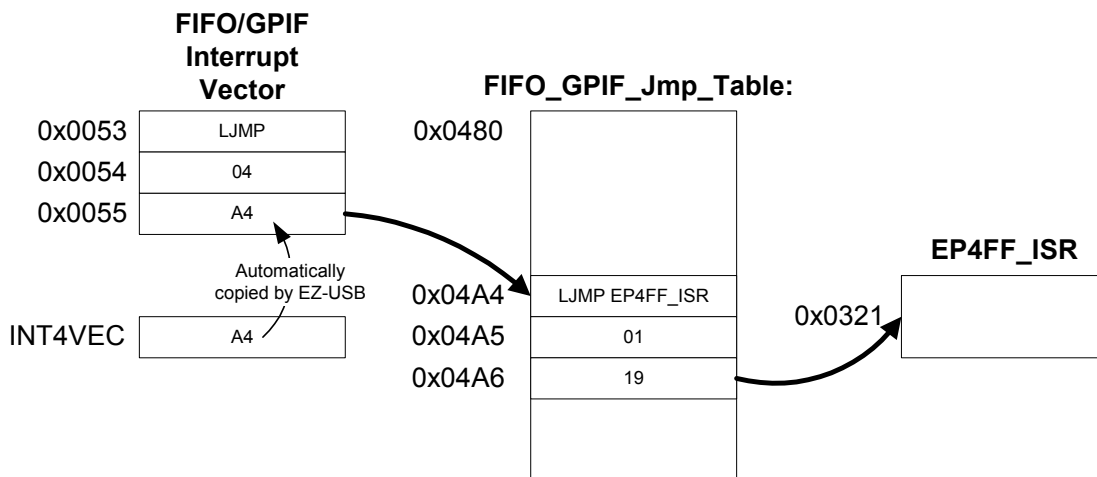 FIFO/GPIF
Interrupt
Vector
FIFO_GPIF_Jmp_Table:
0x0053
LJMP
0x0480
0x0054
04
0x0055
A4
EP4FF_ISR
Automatically
copied by EZ-USB
0x04A4
LJMP EP4FF_ISR
0x0321
INT4VEC
A4
0x04A5
01
0x04A6
19